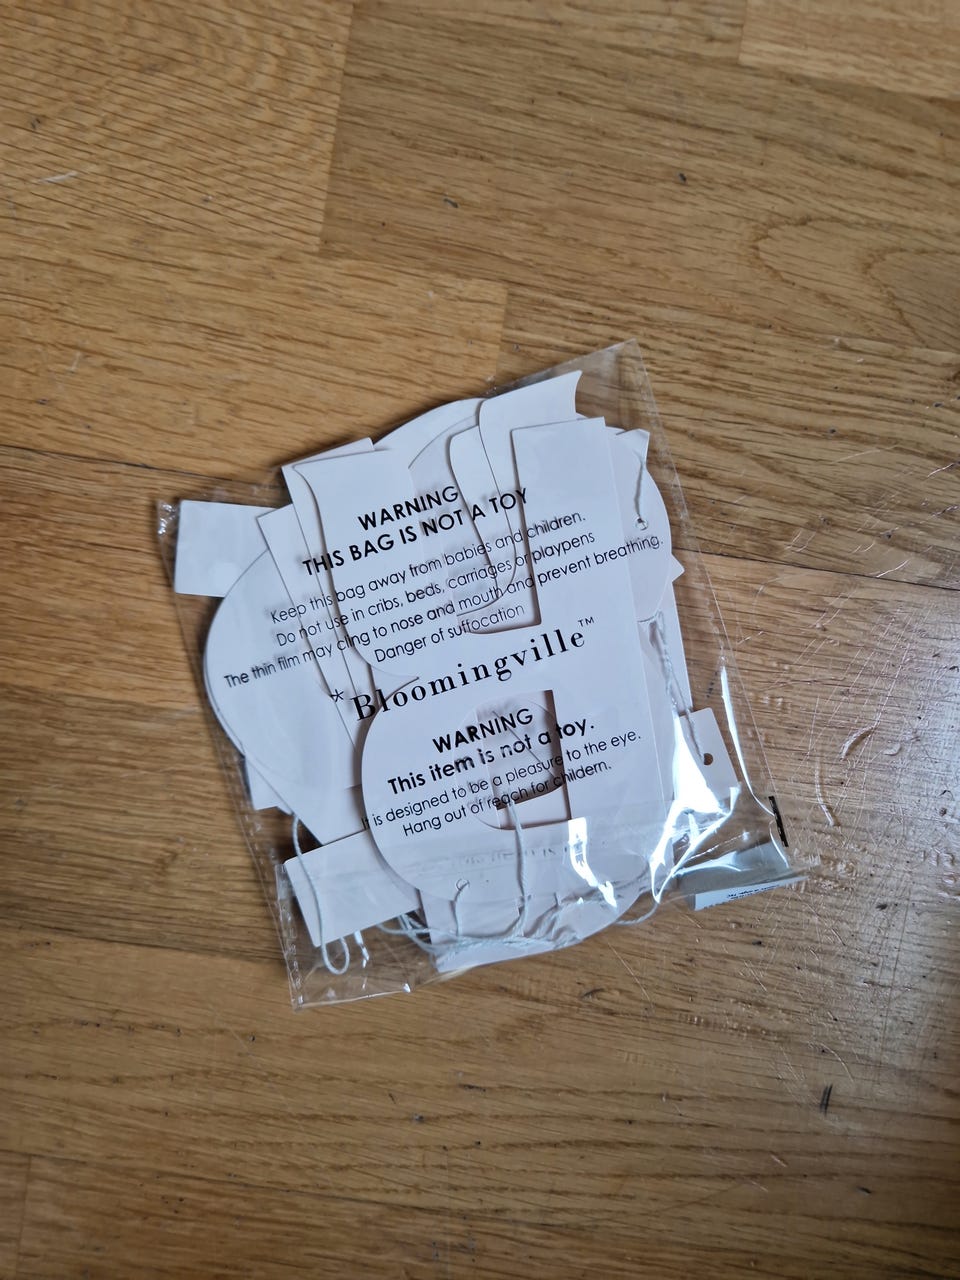 WARNING
THIS BAG IS NOT A TOY
Keep this bag away from babies and children.
Do not use in cribs, beds, carriages or playpens
The thin film may cling to nose and mouth and prevent breathing.
Danger of suffocation
*Bloomingville™
WARNING
This item is not a toy.
It is designed to be a pleasure to the eye.
Hang out of reach for childern.